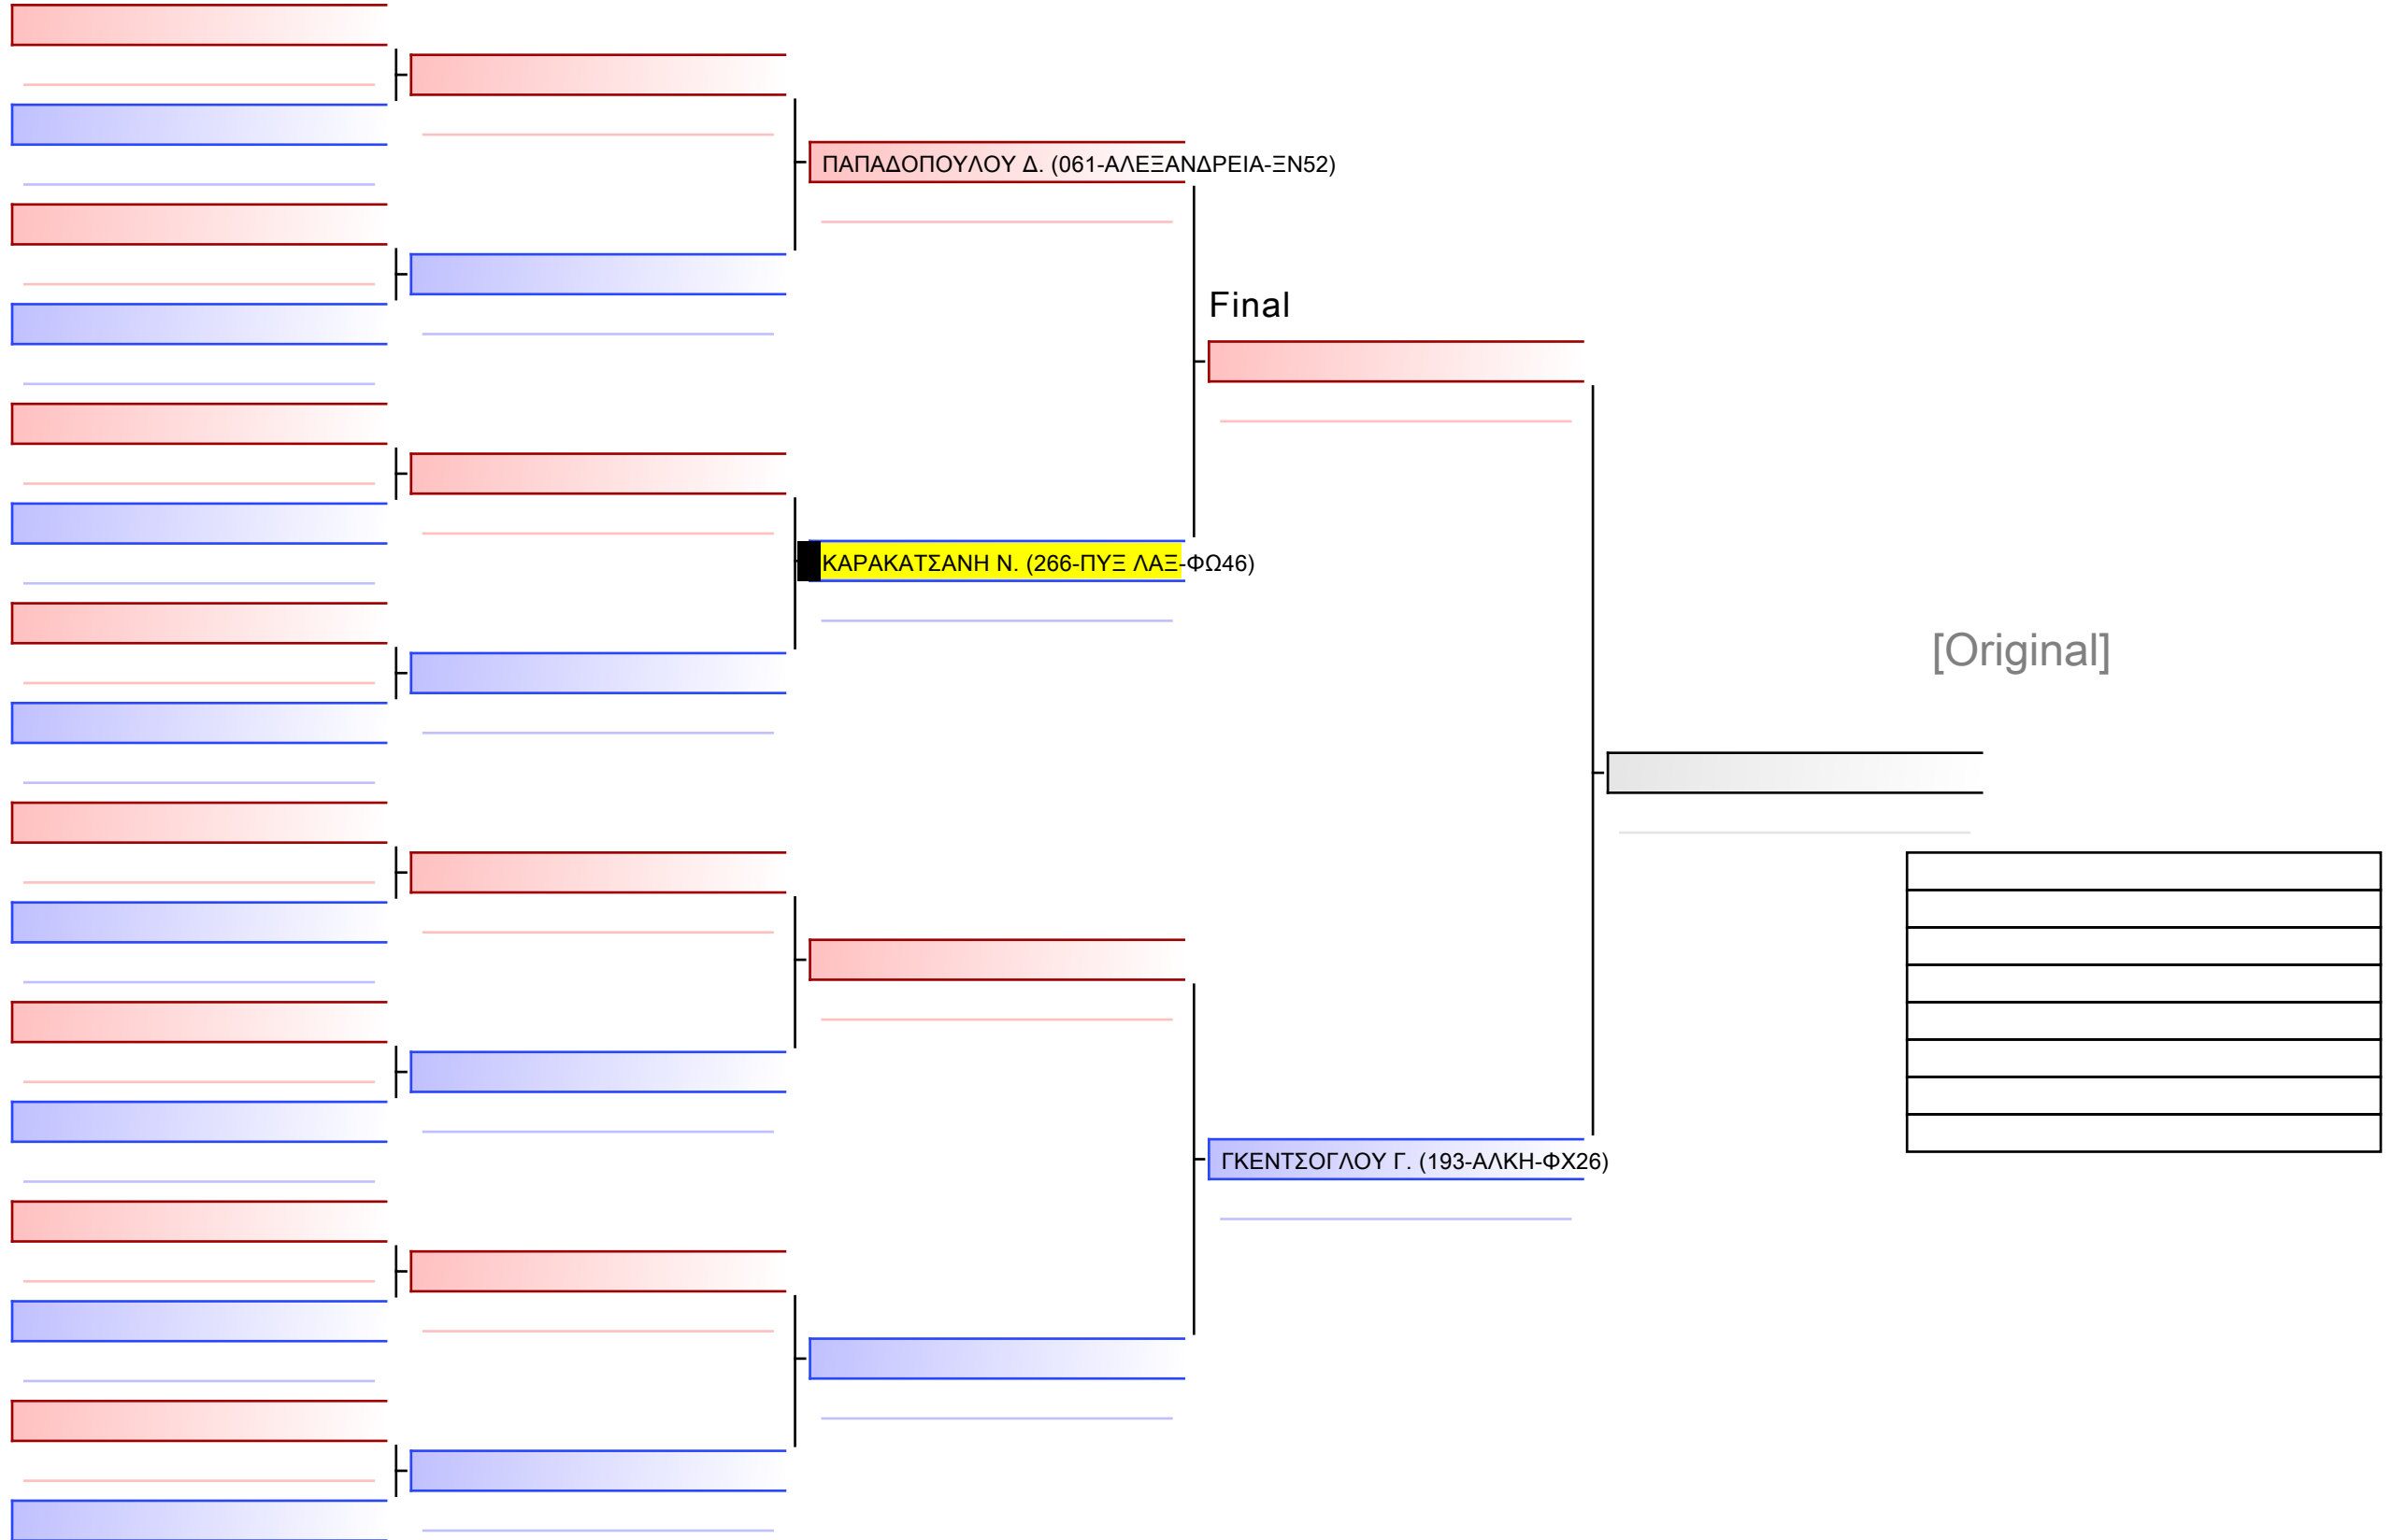 ΠΑΠΑΔΟΠΟΥΛΟΥ Δ. (061-ΑΛΕΞΑΝΔΡΕΙΑ-ΞΝ52)
Final
ΚΑΡΑΚΑΤΣΑΝΗ Ν. (266-ΠΥΞ ΛΑΞ-ΦΩ46)
[Original]
ΓΚΕΝΤΣΟΓΛΟΥ Γ. (193-ΑΛΚΗ-ΦΧ26)